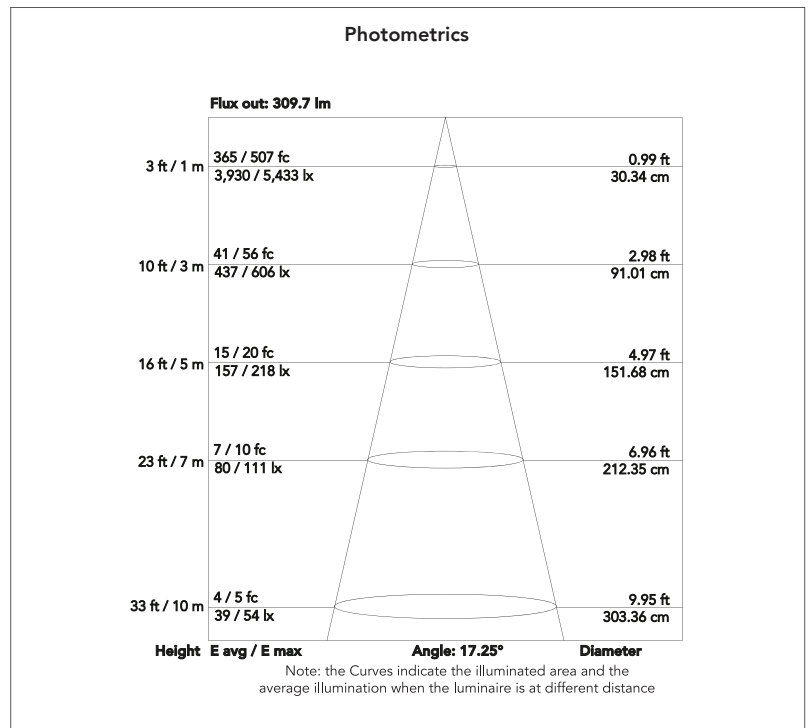 Photometrics
Flux out: 309.7 lm
3 ft / 1 m
365 / 507 fc
3,930 / 5,433 lx
0.99 ft
30.34 cm
10 ft / 3 m
41 / 56 fc
437 / 606 lx
2.98 ft
91.01 cm
16 ft / 5 m
15 / 20 fc
157 / 218 lx
4.97 ft
151.68 cm
23 ft / 7 m
7 / 10 fc
80 / 111 lx
6.96 ft
212.35 cm
33 ft / 10 m
4 / 5 fc
39 / 54 lx
9.95 ft
303.36 cm
Height E avg / E max Angle: 17.25° Diameter
Note: the Curves indicate the illuminated area and the
average illumination when the luminaire is at different distance